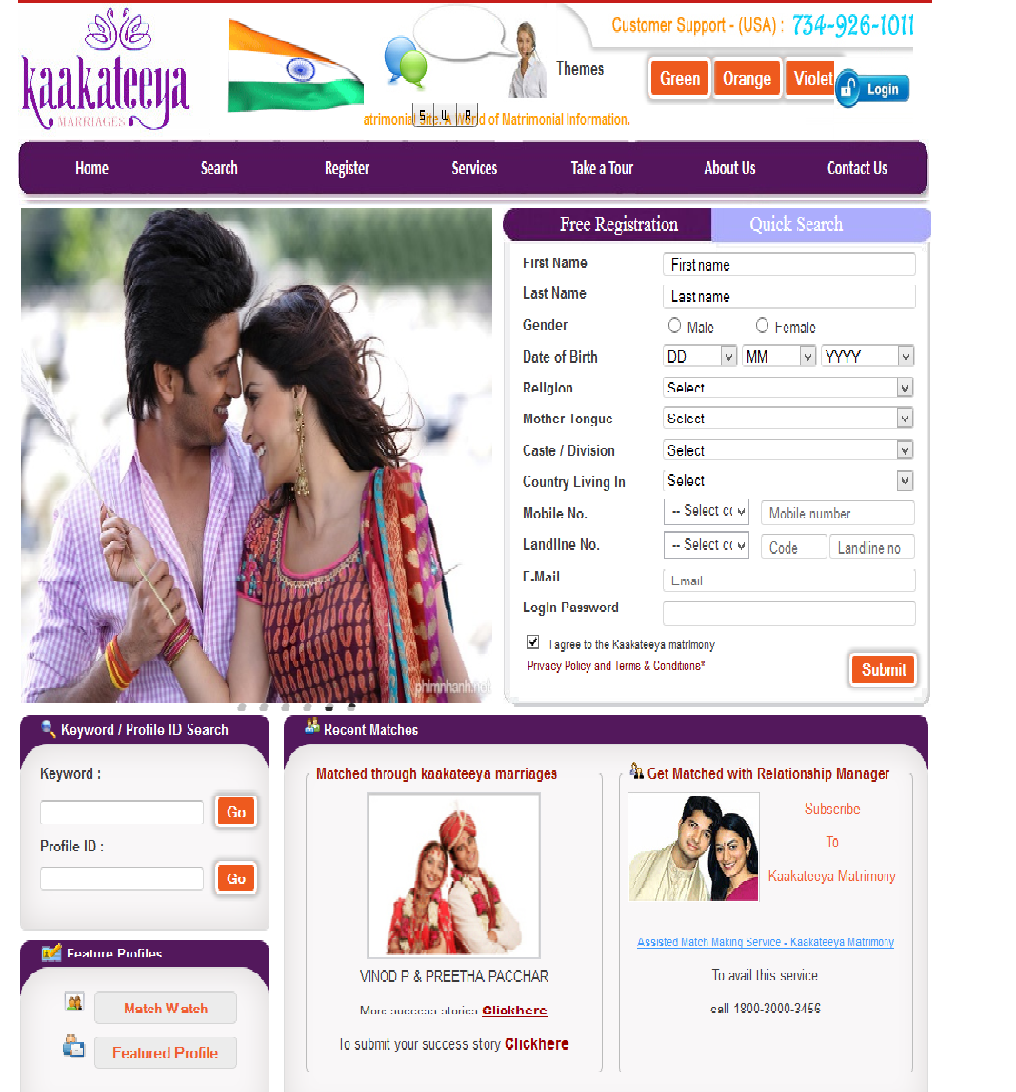 kaakateeya
MARRIAGES
Customer Support - (USA) : 734-926-1011
Themes
Green
Orange
Violet
Login
S U R
atrimonial Site. A World of Matrimonial Information.
Home
Search
Register
Services
Take a Tour
About Us
Contact Us
Free Registration
Quick Search
First Name First name
Last Name Last name
Gender Male Female
Date of Birth DD MM YYYY
Religion Select
Mother Tongue Select
Caste / Division Select
Country Living In Select
Mobile No. -- Select cc Mobile number
Landline No. -- Select cc Code Landline no
E.Mail Email
Login Password
I agree to the Kaakateeya matrimony
Privacy Policy and Terms & Conditions*
Submit
phimnhanh.net
Keyword / Profile ID Search
Keyword :
Go
Profile ID :
Go
Feature Profiles
Match Watch
Featured Profile
Recent Matches
Matched through kaakateeya marriages
VINOD P & PREETHA PACCHAR
More success stories Clickhere
To submit your success story Clickhere
Get Matched with Relationship Manager
Subscribe
To
Kaakateeya Matrimony
Assisted Match Making Service - Kaakateeya Matrimony
To avail this service
call 1800-3000-3456